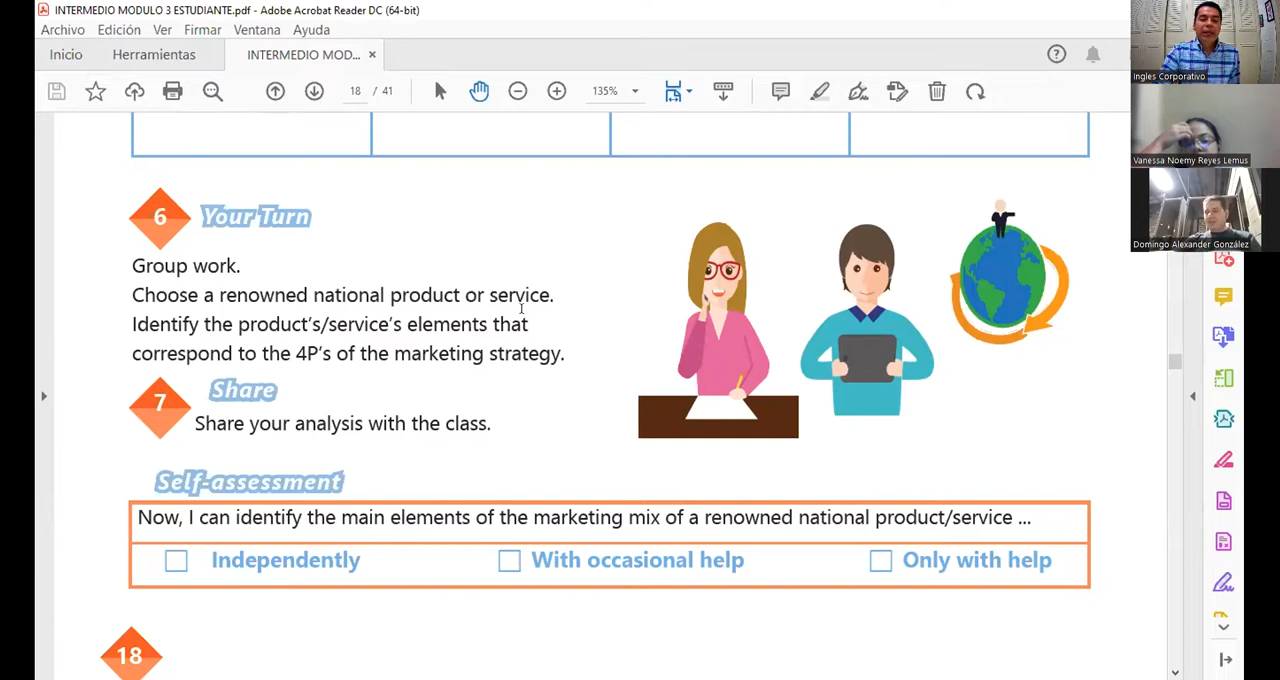 INTERMEDIO MODULO 3 ESTUDIANTE.pdf - Adobe Acrobat Reader DC (64-bit)
Archivo Edición Ver Firmar Ventana Ayuda
Inicio Herramientas INTERMEDIO MOD... ×
18 / 41 135%
6 Your Turn
Group work.
Choose a renowned national product or service.
Identify the product's/service's elements that
correspond to the 4P's of the marketing strategy.
7 Share
Share your analysis with the class.
Self-assessment
Now, I can identify the main elements of the marketing mix of a renowned national product/service ...
Independently With occasional help Only with help
18
Ingles Corporativo
Vanessa Noemy Reyes Lemus
Domingo Alexander González